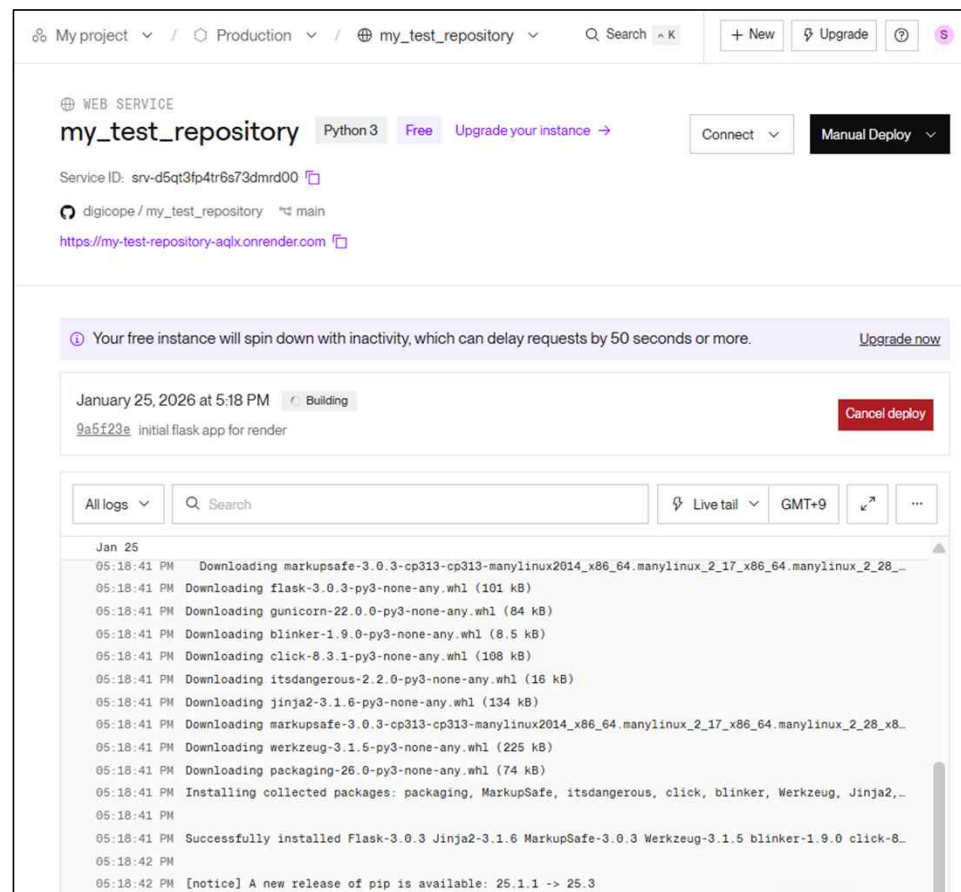 My project / Production / my_test_repository Search ^ K + New Upgrade S
WEB SERVICE
my_test_repository Python 3 Free Upgrade your instance → Connect Manual Deploy
Service ID: srv-d5qt3fp4tr6s73dmrd00
digicope / my_test_repository main
https://my-test-repository-aqlx.onrender.com
Your free instance will spin down with inactivity, which can delay requests by 50 seconds or more. Upgrade now
January 25, 2026 at 5:18 PM Building Cancel deploy
9a5f23e initial flask app for render
All logs Search Live tail GMT+9 ...
Jan 25
05:18:41 PM Downloading markupsafe-3.0.3-cp313-cp313-manylinux2014_x86_64.manylinux_2_17_x86_64.manylinux_2_28_…
05:18:41 PM Downloading flask-3.0.3-py3-none-any.whl (101 kB)
05:18:41 PM Downloading gunicorn-22.0.0-py3-none-any.whl (84 kB)
05:18:41 PM Downloading blinker-1.9.0-py3-none-any.whl (8.5 kB)
05:18:41 PM Downloading click-8.3.1-py3-none-any.whl (108 kB)
05:18:41 PM Downloading itsdangerous-2.2.0-py3-none-any.whl (16 kB)
05:18:41 PM Downloading jinja2-3.1.6-py3-none-any.whl (134 kB)
05:18:41 PM Downloading markupsafe-3.0.3-cp313-cp313-manylinux2014_x86_64.manylinux_2_17_x86_64.manylinux_2_28_x8…
05:18:41 PM Downloading werkzeug-3.1.5-py3-none-any.whl (225 kB)
05:18:41 PM Downloading packaging-26.0-py3-none-any.whl (74 kB)
05:18:41 PM Installing collected packages: packaging, MarkupSafe, itsdangerous, click, blinker, Werkzeug, Jinja2,…
05:18:41 PM
05:18:41 PM Successfully installed Flask-3.0.3 Jinja2-3.1.6 MarkupSafe-3.0.3 Werkzeug-3.1.5 blinker-1.9.0 click-8…
05:18:42 PM
05:18:42 PM [notice] A new release of pip is available: 25.1.1 -> 25.3